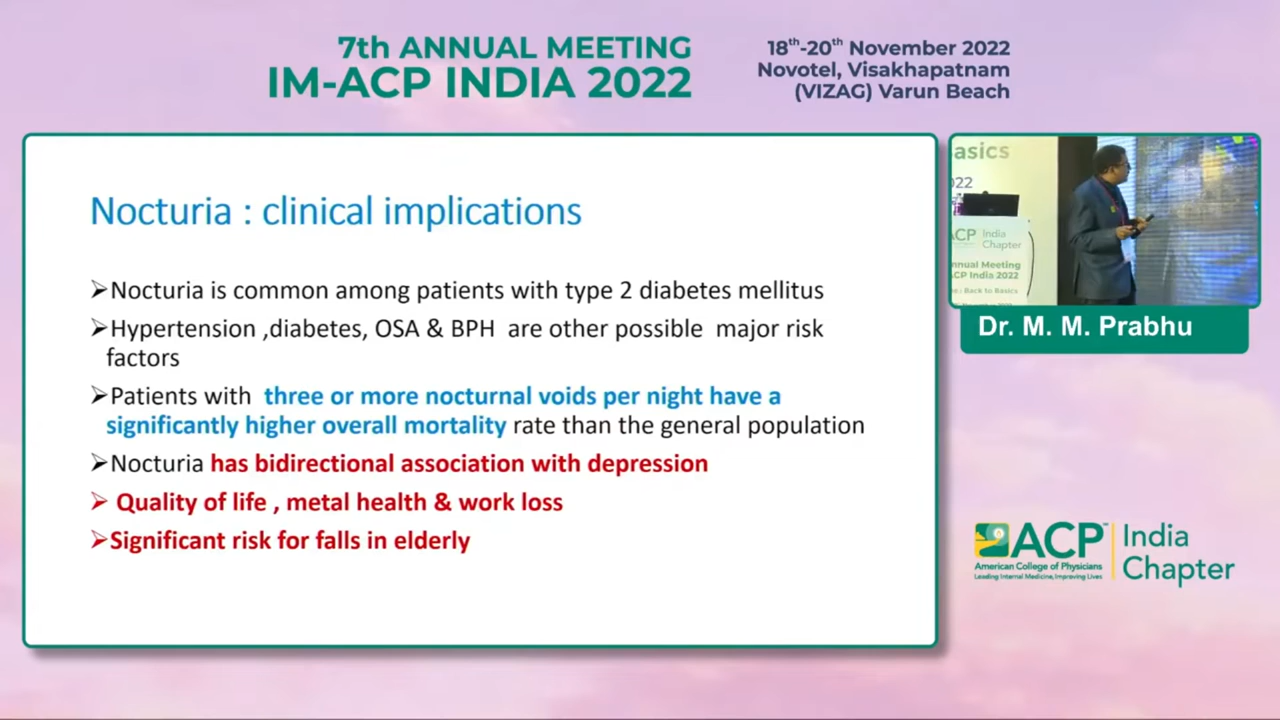 7th ANNUAL MEETING
IM-ACP INDIA 2022
18th-20th November 2022
Novotel, Visakhapatnam
(VIZAG) Varun Beach
Nocturia : clinical implications
➢Nocturia is common among patients with type 2 diabetes mellitus
➢Hypertension ,diabetes, OSA & BPH are other possible major risk
factors
➢Patients with three or more nocturnal voids per night have a
significantly higher overall mortality rate than the general population
➢Nocturia has bidirectional association with depression
➢ Quality of life , metal health & work loss
➢Significant risk for falls in elderly
asics
022
ACP India
Chapter
nnual Meeting
CP India 2022
: Back to Basics
Dr. M. M. Prabhu
ACP
American College of Physicians
Leading Internal Medicine, Improving Lives
India
Chapter